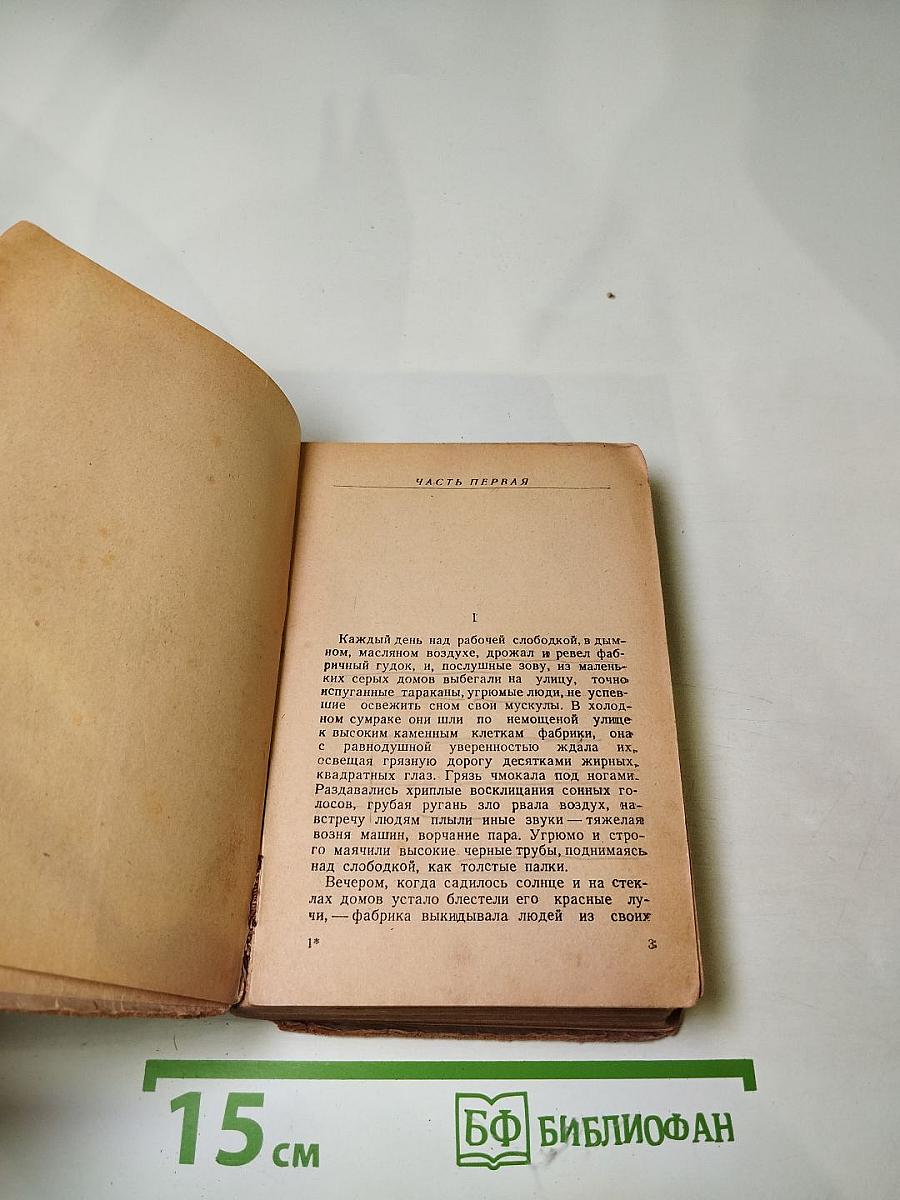 ЧАСТЬ ПЕРВАЯ
I
Каждый день над рабочей слободкой, в дым-
ном, масляном воздухе, дрожал и ревел фаб-
ричный гудок, и, послушные зову, из малень-
ких серых домов выбегали на улицу, точно
испуганные тараканы, угрюмые люди, не успев-
шие освежить сном свои мускулы. В холод-
ном сумраке они шли по немощеной улице
к высоким каменным клеткам фабрики, она
с равнодушной уверенностью ждала их,
освещая грязную дорогу десятками жирных,
квадратных глаз. Грязь чмокала под ногами.
Раздавались хриплые восклицания сонных го-
лосов, грубая ругань зло рвала воздух, на-
встречу людям плыли иные звуки — тяжелая
возня машин, ворчание пара. Угрюмо и стро-
го маячили высокие черные трубы, поднимаясь
над слободкой, как толстые палки.
Вечером, когда садилось солнце и на стек-
лах домов устало блестели его красные лу-
чи, — фабрика выкидывала людей из своих
1* 3
15 см
БФ БИБЛИОФАН